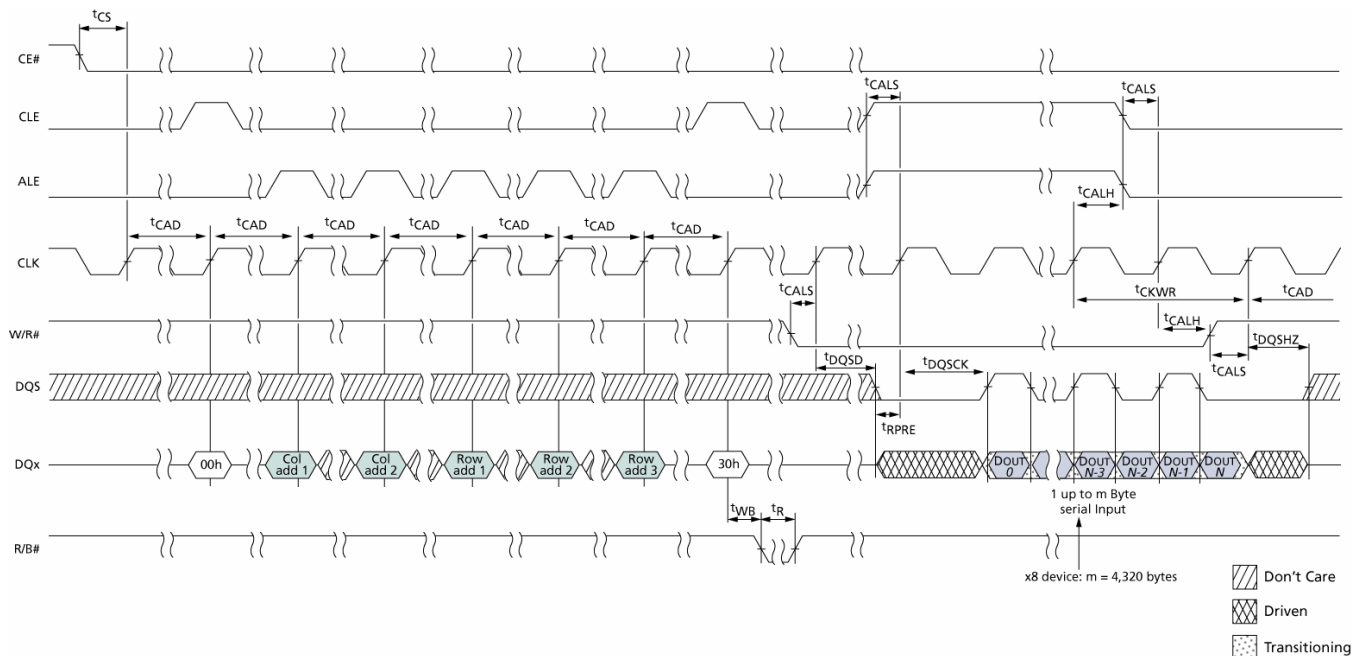 tCS
CE#
tCALS tCALS
CLE
ALE
tCALH
tCAD tCAD tCAD tCAD tCAD tCAD tCAD
CLK
tCALS tCKWR tCAD
W/R#
tCALH
tDQSD tDQSCK tCALS tDQSHZ
DQS
tRPRE
DQx
00h
Col add 1
Col add 2
Row add 1
Row add 2
Row add 3
30h
DOUT 0
DOUT N-3
DOUT N-2
DOUT N-1
DOUT N
1 up to m Byte
serial Input
tWB tR
R/B#
x8 device: m = 4,320 bytes
Don't Care
Driven
Transitioning